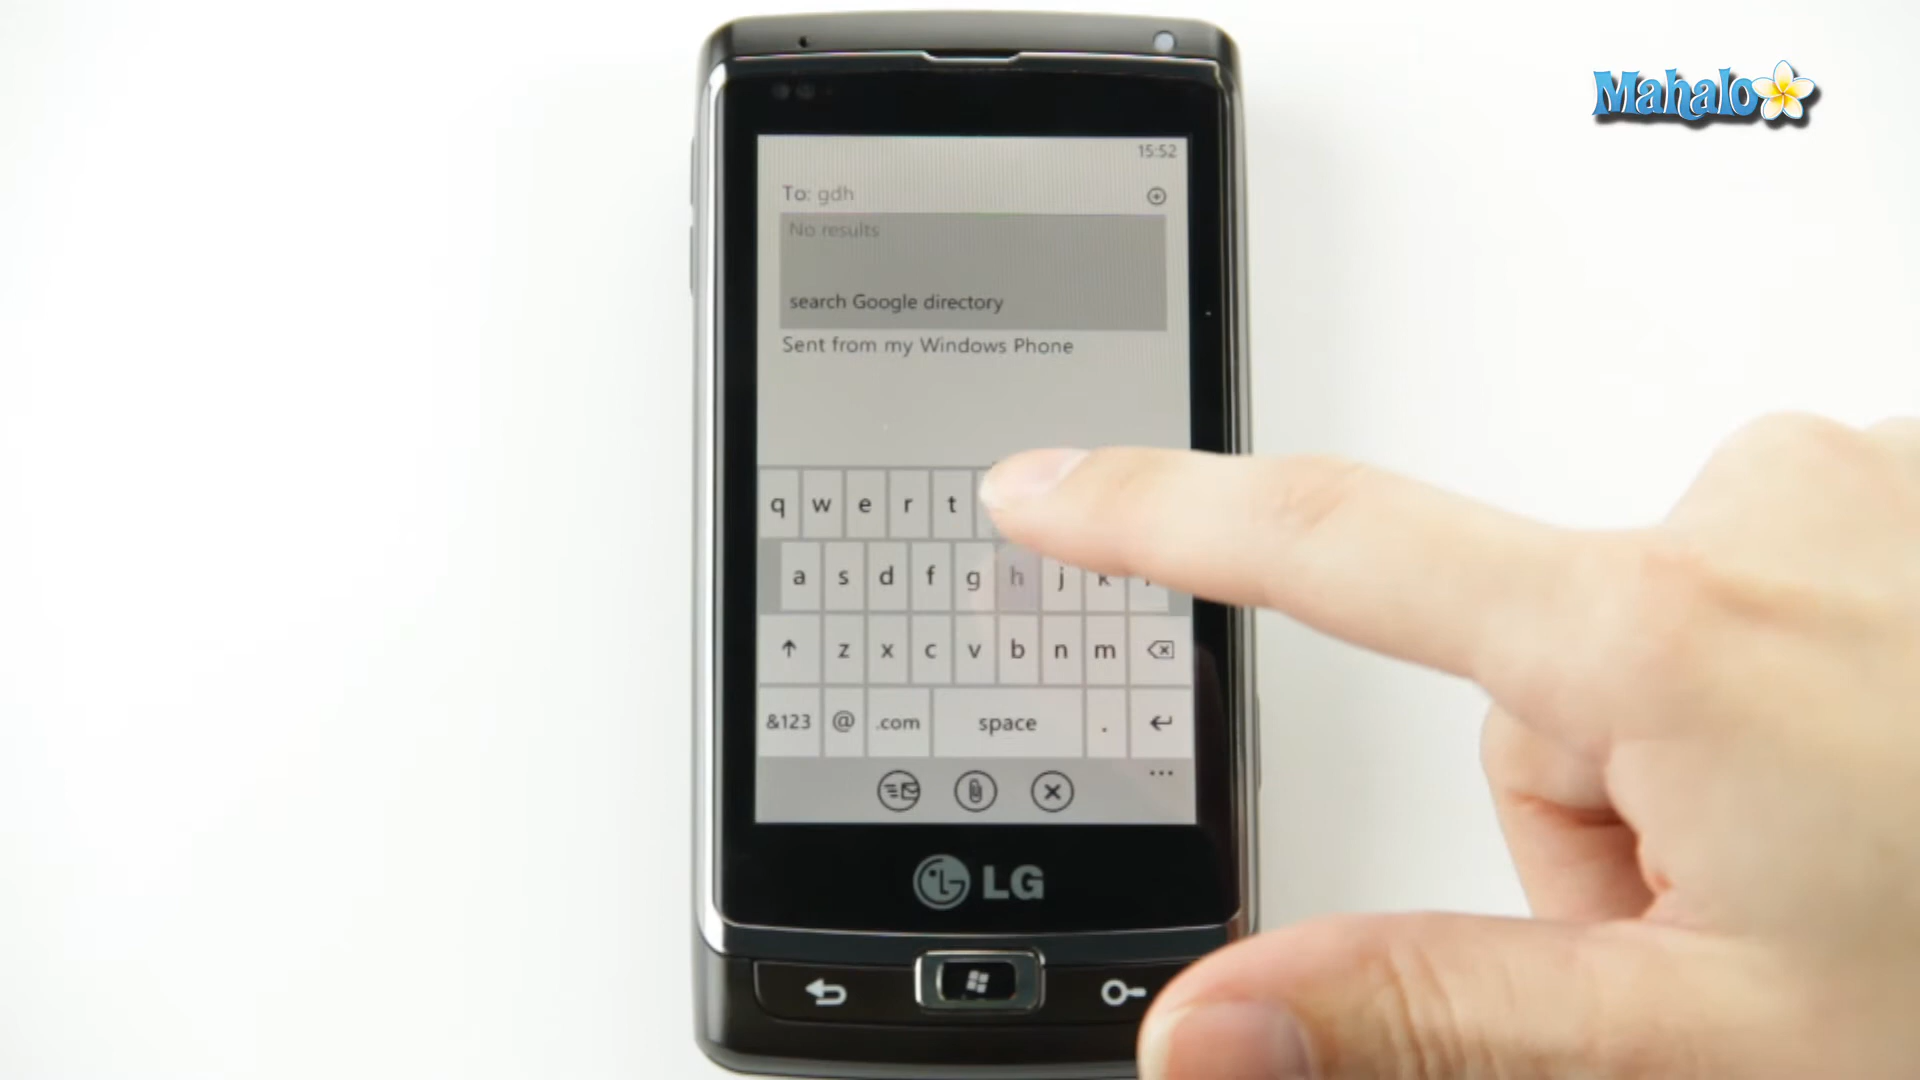 Mahalo
15:52
To: gdh
No results
search Google directory
Sent from my Windows Phone
q w e r t
a s d f g h j k
z x c v b n m
&123 @ .com space .
LG